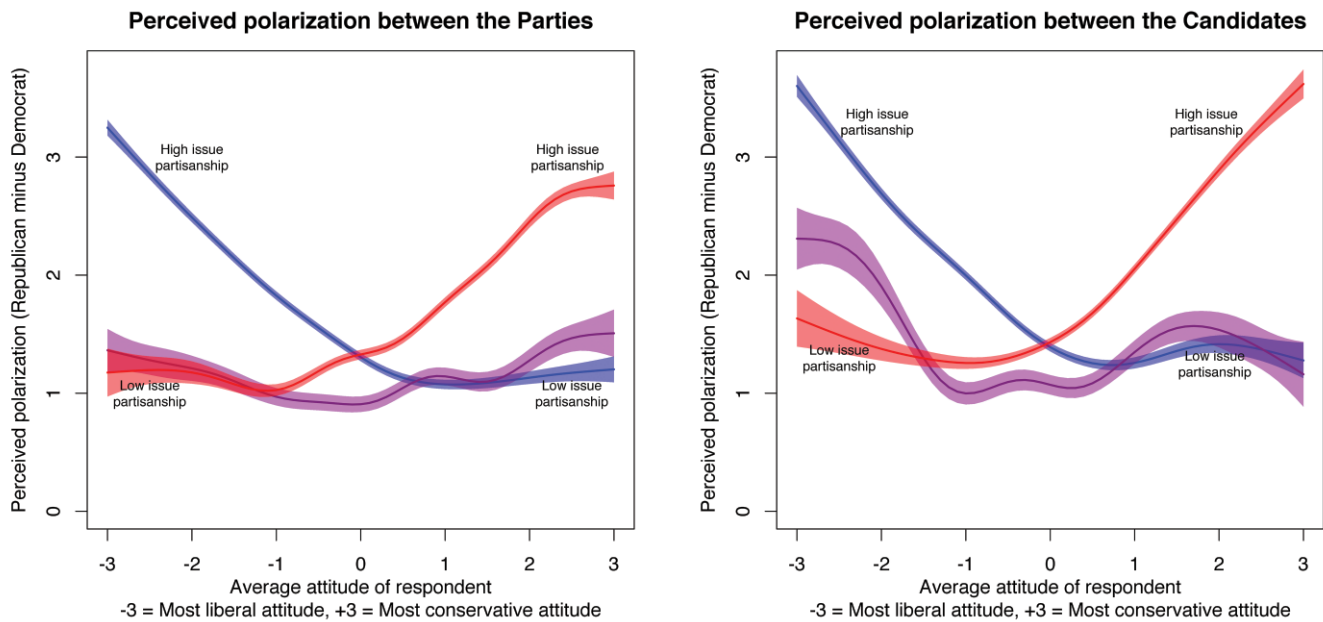 Perceived polarization between the Parties
Perceived polarization (Republican minus Democrat)
3
2
1
0
High issue
partisanship
High issue
partisanship
Low issue
partisanship
Low issue
partisanship
-3 -2 -1 0 1 2 3
Average attitude of respondent
-3 = Most liberal attitude, +3 = Most conservative attitude
Perceived polarization between the Candidates
Perceived polarization (Republican minus Democrat)
3
2
1
0
High issue
partisanship
High issue
partisanship
Low issue
partisanship
Low issue
partisanship
-3 -2 -1 0 1 2 3
Average attitude of respondent
-3 = Most liberal attitude, +3 = Most conservative attitude